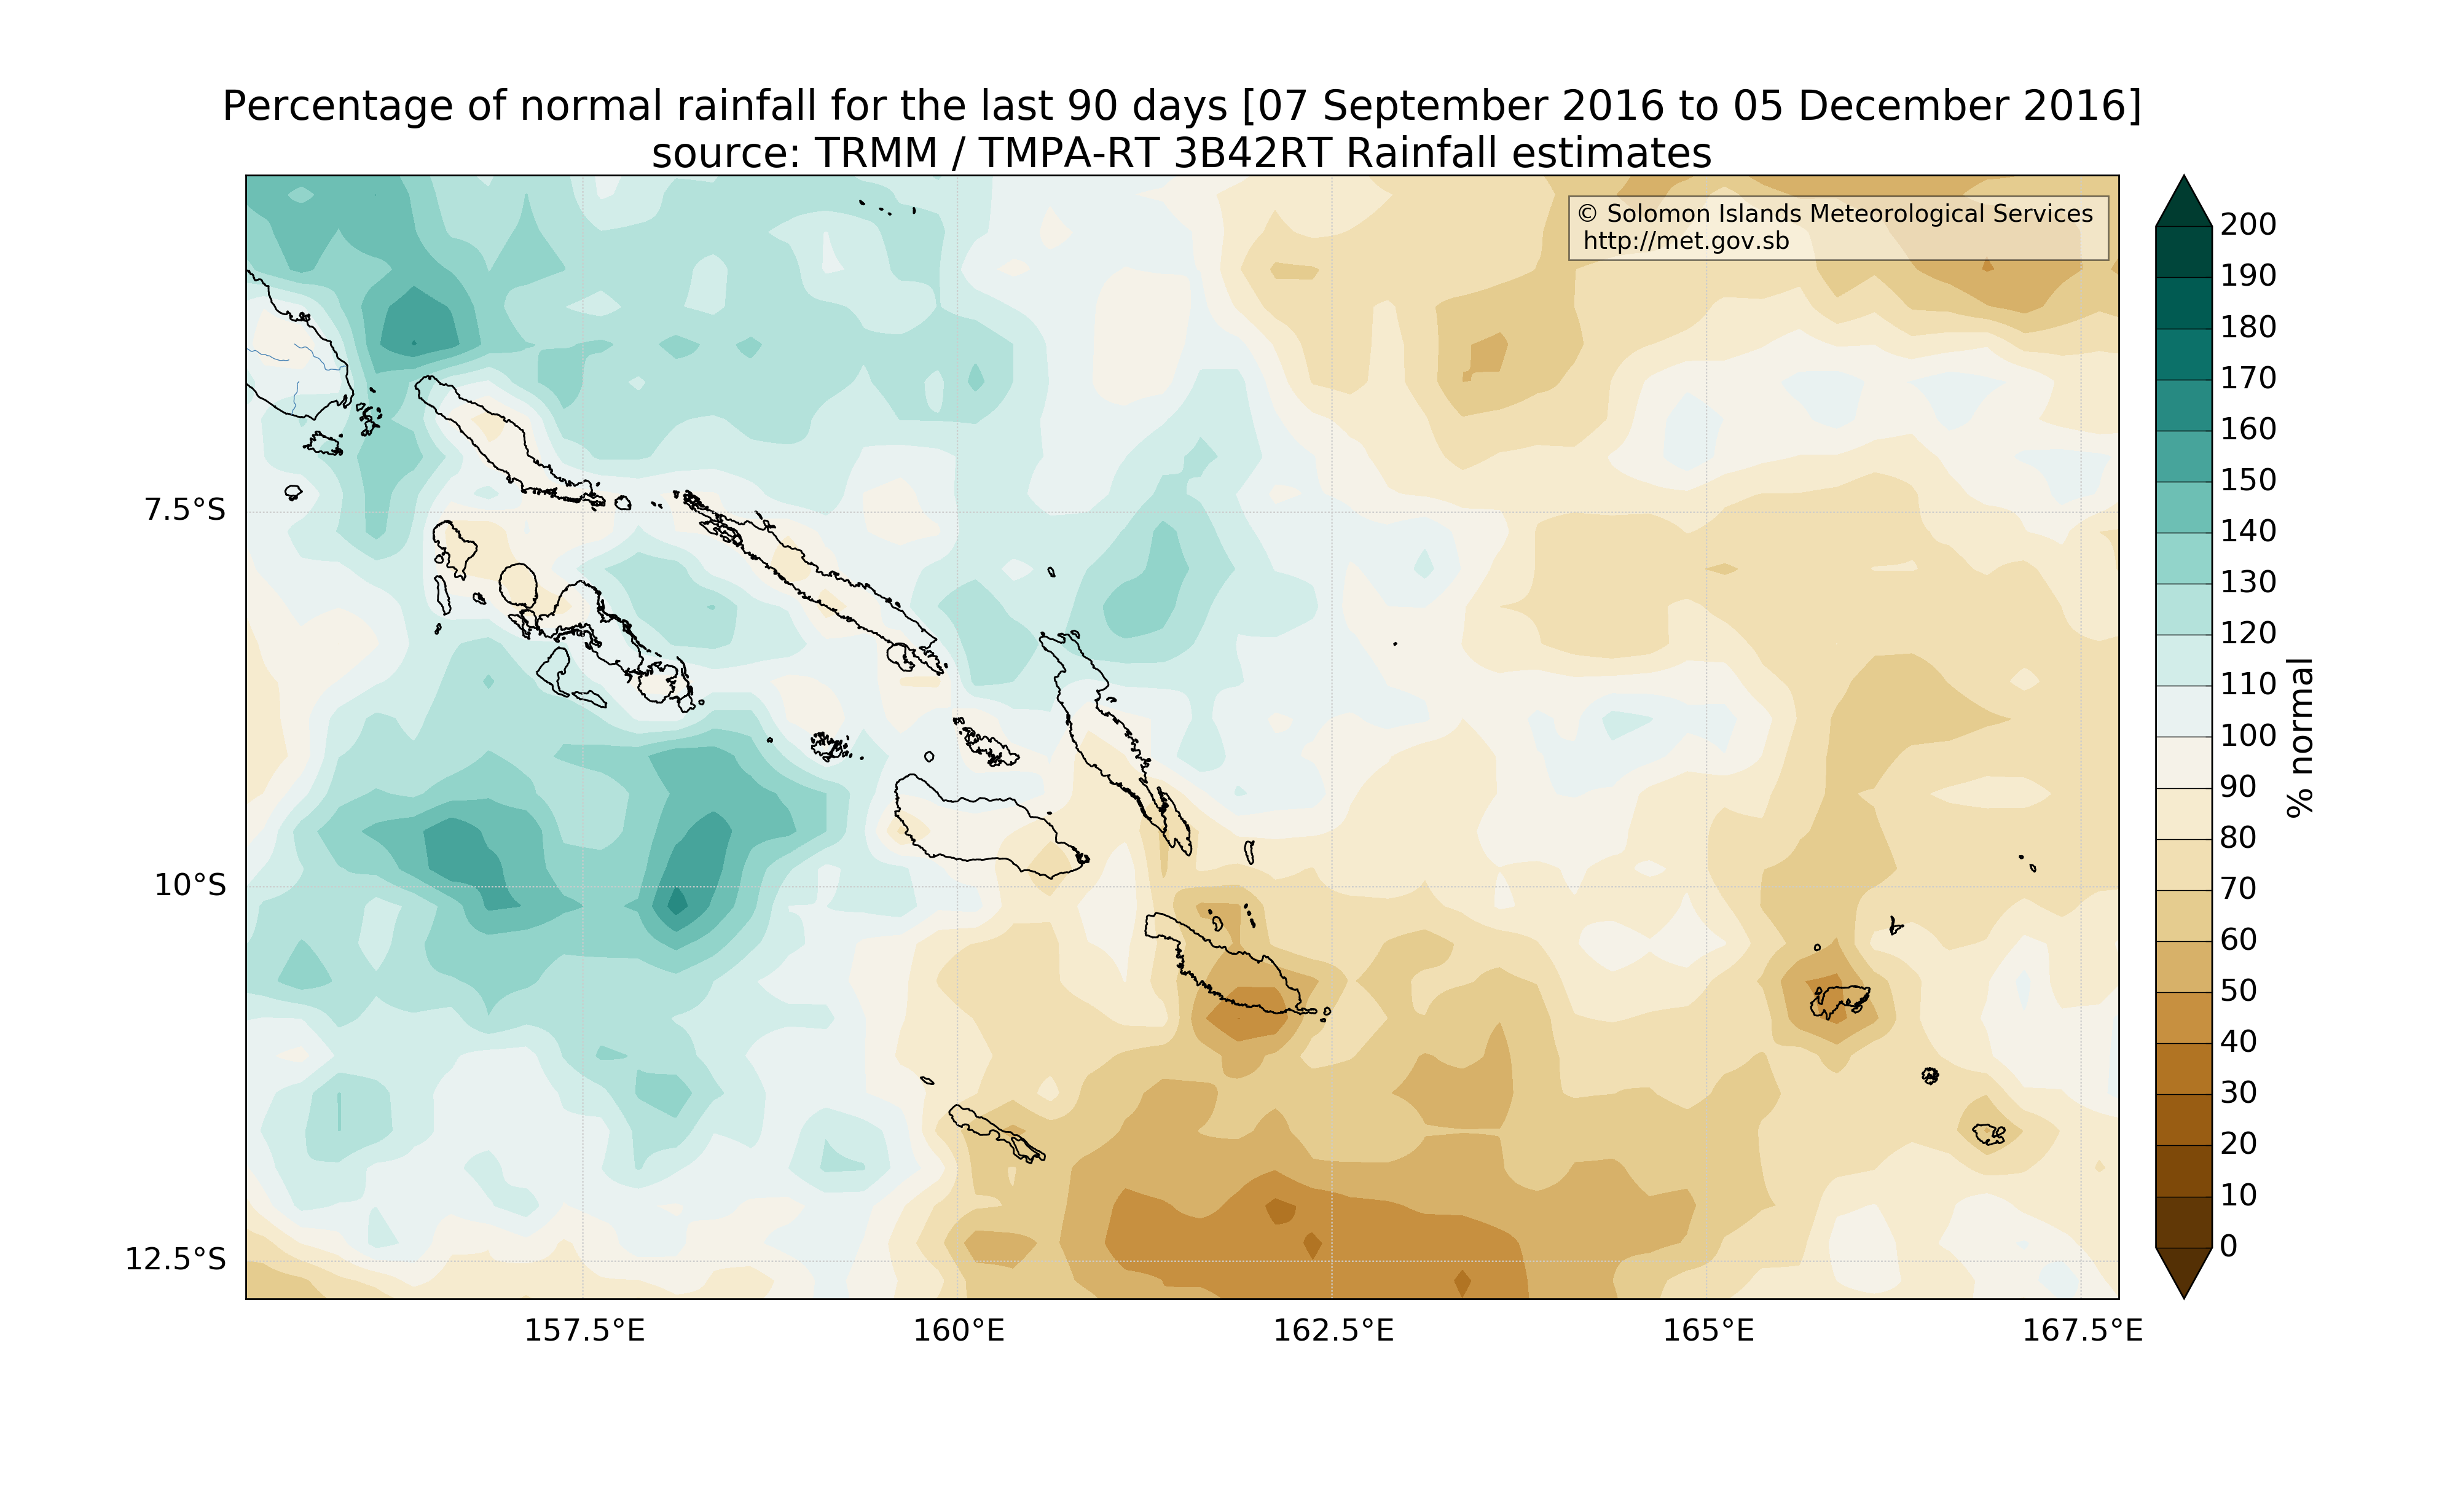 Percentage of normal rainfall for the last 90 days [07 September 2016 to 05 December 2016]
source: TRMM / TMPA-RT 3B42RT Rainfall estimates
© Solomon Islands Meteorological Services
http://met.gov.sb
7.5°S
10°S
12.5°S
157.5°E
160°E
162.5°E
165°E
167.5°E
200
190
180
170
160
150
140
130
120
110
100
90
80
70
60
50
40
30
20
10
0
% normal